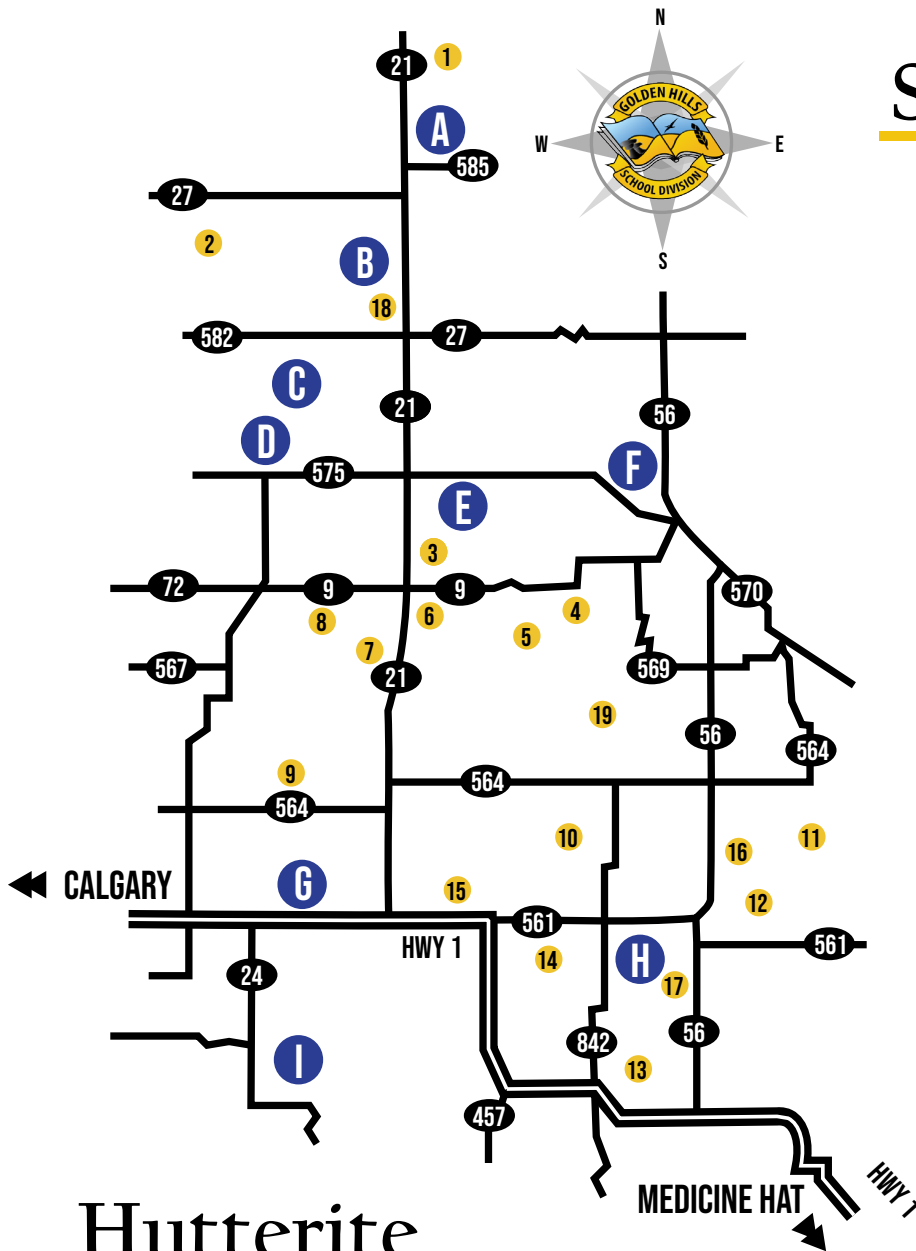 N
21
1
S
GOLDEN HILLS
SCHOOL DIVISION
A
W
E
585
27
2
S
B
18
582
27
C
21
56
D
F
575
E
3
72
9
9
570
8
6
4
5
7
567
21
569
19
56
564
9
564
564
10
16
11
CALGARY
G
15
12
561
HWY 1
561
14
H
24
17
842
56
I
13
457
MEDICINE HAT
HWY 1
Hutterite